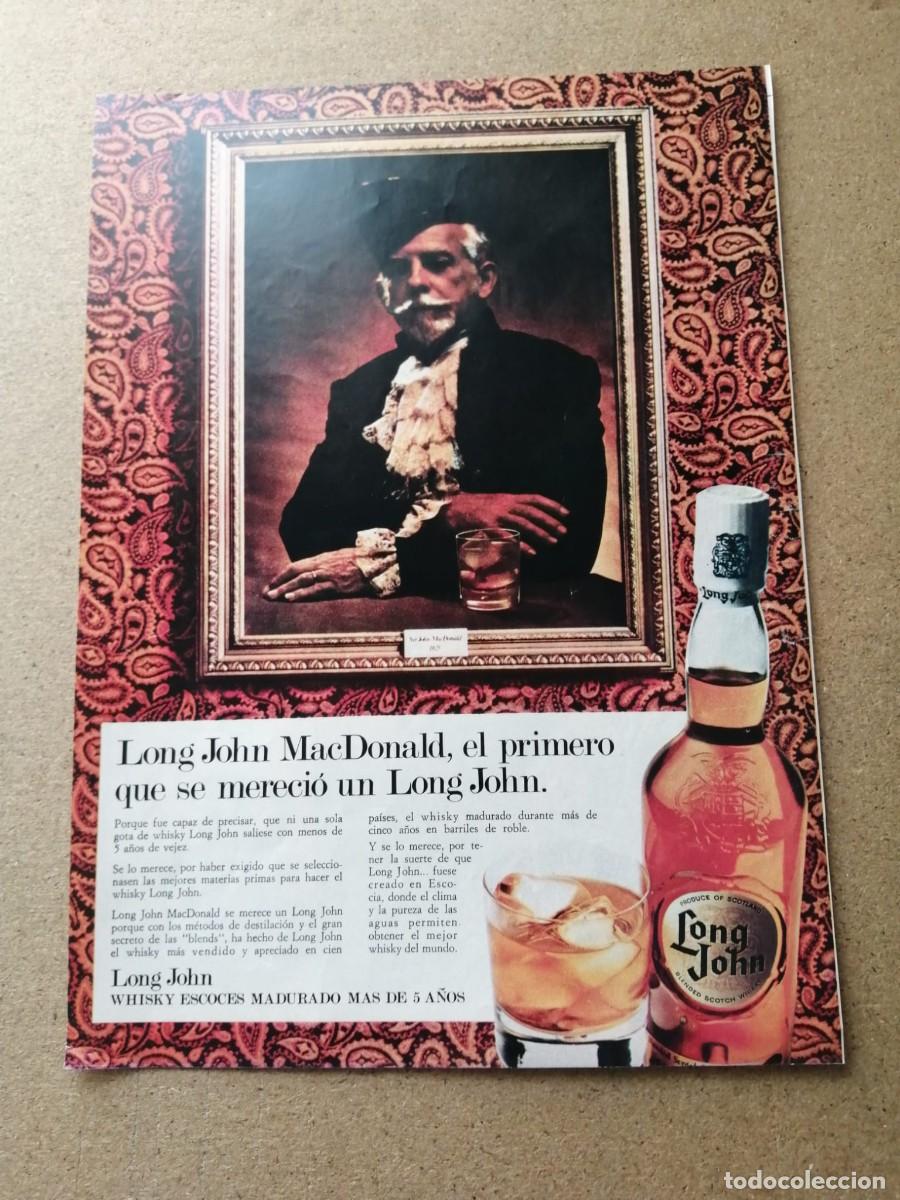 John MacDonald
1825
Long John
Long John MacDonald, el primero
que se mereció un Long John.
Porque fue capaz de precisar, que ni una sola
gota de whisky Long John saliese con menos de
5 años de vejez.
Se lo merece, por haber exigido que se seleccio-
nasen las mejores materias primas para hacer el
whisky Long John.
Long John MacDonald se merece un Long John
porque con los métodos de destilación y el gran
secreto de las "blends", ha hecho de Long John
el whisky más vendido y apreciado en cien
países, el whisky madurado durante más de
cinco años en barriles de roble.
Y se lo merece, por te-
ner la suerte de que
Long John... fuese
creado en Esco-
cia, donde el clima
y la pureza de las
aguas permiten
obtener el mejor
whisky del mundo.
Long John
WHISKY ESCOCES MADURADO MAS DE 5 AÑOS
PRODUCE OF SCOTLAND
Long
John
BLENDED SCOTCH WHISKY
todocoleccion